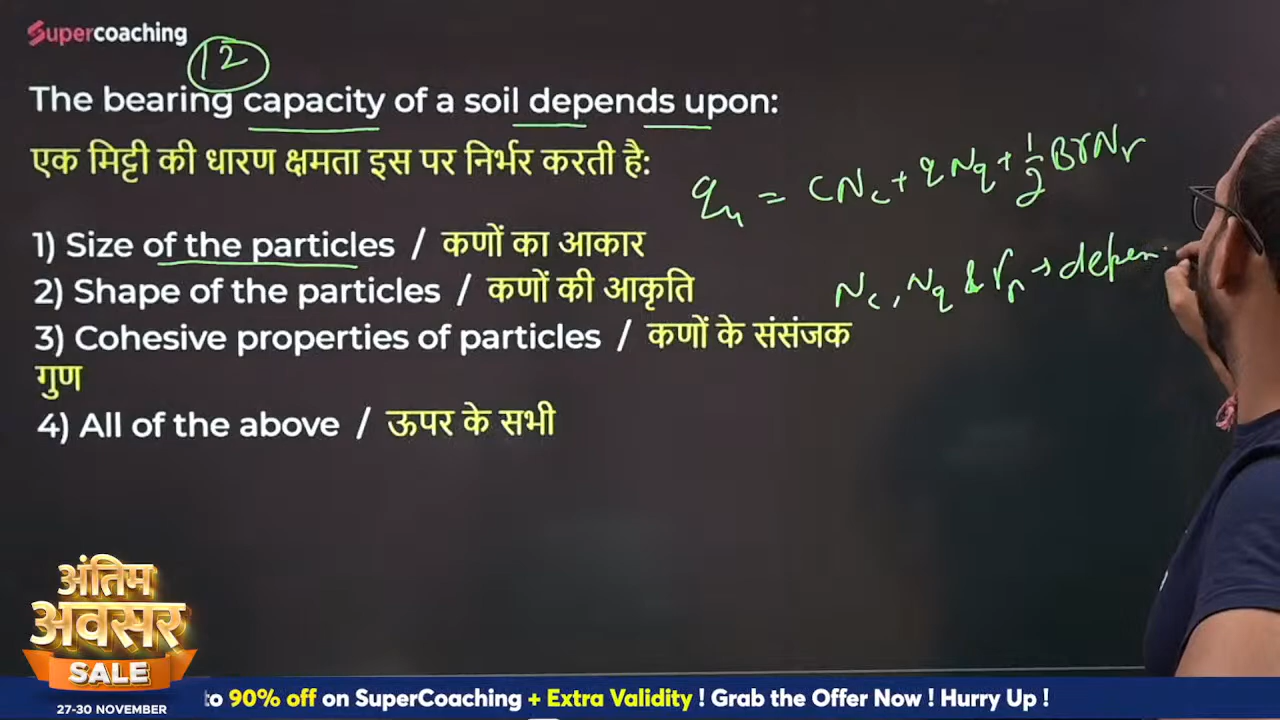 Supercoaching
12
The bearing capacity of a soil depends upon:
एक मिट्टी की धारण क्षमता इस पर निर्भर करती है:
qu = CNc + qNq + 1/2 BγNγ
1) Size of the particles / कणों का आकार
2) Shape of the particles / कणों की आकृति
Nc, Nq & rn → depen
3) Cohesive properties of particles / कणों के संसंजक
गुण
4) All of the above / ऊपर के सभी
अंतिम
अवसर
SALE
27-30 NOVEMBER
to 90% off on SuperCoaching + Extra Validity ! Grab the Offer Now ! Hurry Up !